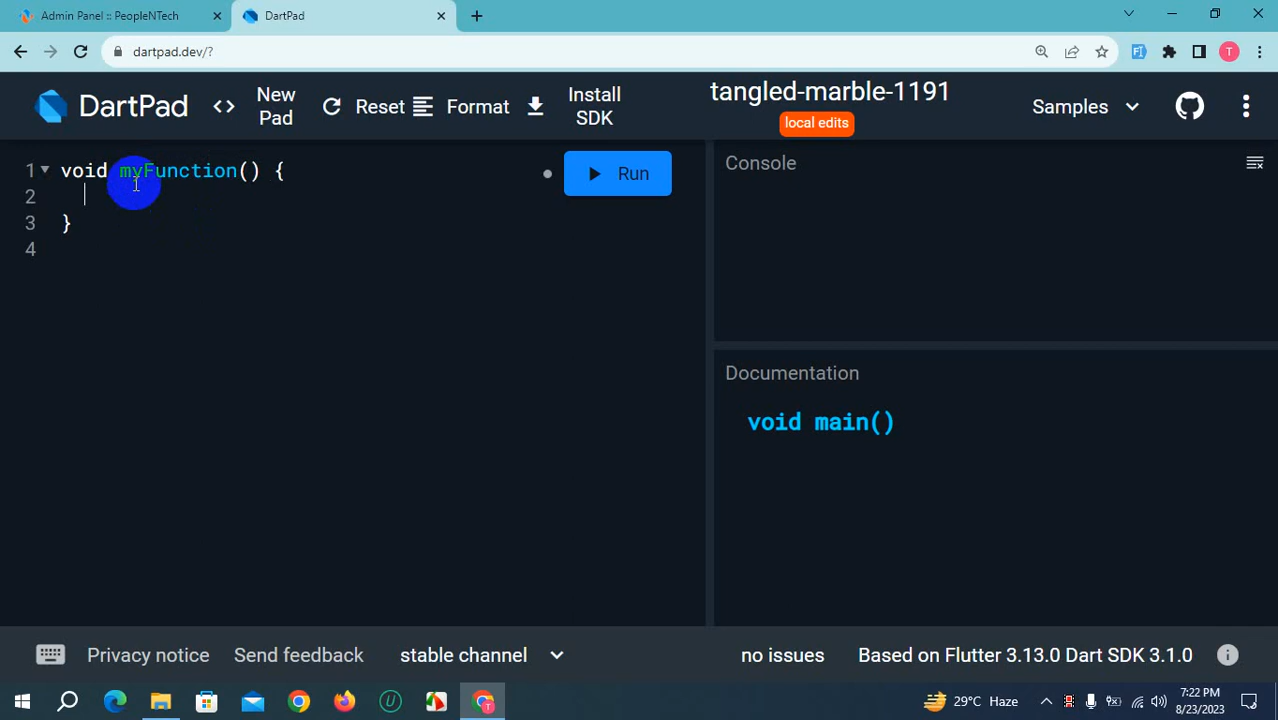 Admin Panel :: PeopleNTech
DartPad
dartpad.dev/?
T
DartPad
<> New Pad
Reset
Format
Install SDK
tangled-marble-1191
local edits
Samples
1 void myFunction() {
2
3 }
4
Run
Console
Documentation
void main()
Privacy notice
Send feedback
stable channel
no issues
Based on Flutter 3.13.0 Dart SDK 3.1.0
29°C Haze
7:22 PM
8/23/2023